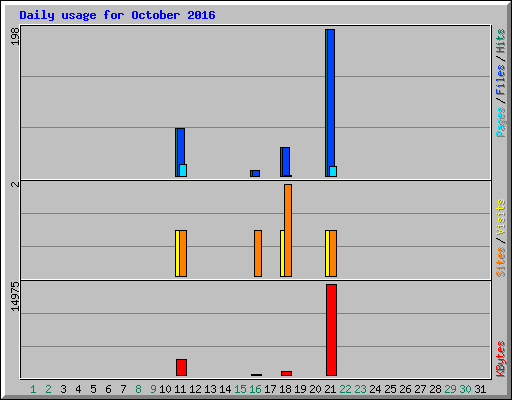 Daily usage for October 2016
198
Pages/Files/Hits
2
Sites/Visits
14975
KBytes
1 2 3 4 5 6 7 8 9 10 11 12 13 14 15 16 17 18 19 20 21 22 23 24 25 26 27 28 29 30 31